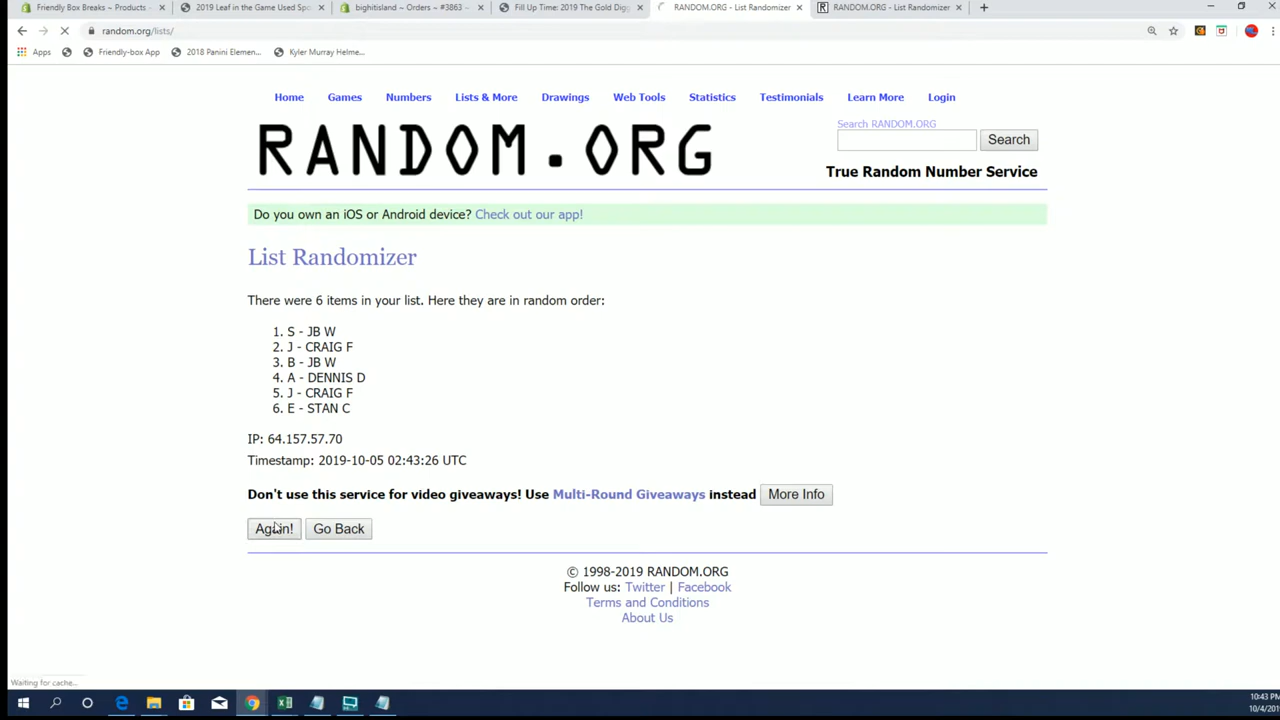 Friendly Box Breaks ~ Products - 
2019 Leaf in the Game Used Spo
bighitisland ~ Orders ~ #3863 ~
Fill Up Time: 2019 The Gold Digg
RANDOM.ORG - List Randomizer
RANDOM.ORG - List Randomizer
random.org/lists/
Apps
Friendly-box App
2018 Panini Elemen...
Kyler Murray Helme...
Home Games Numbers Lists & More Drawings Web Tools Statistics Testimonials Learn More Login
RANDOM.ORG
Search RANDOM.ORG
Search
True Random Number Service
Do you own an iOS or Android device? Check out our app!
List Randomizer
There were 6 items in your list. Here they are in random order:
1. S - JB W
2. J - CRAIG F
3. B - JB W
4. A - DENNIS D
5. J - CRAIG F
6. E - STAN C
IP: 64.157.57.70
Timestamp: 2019-10-05 02:43:26 UTC
Don't use this service for video giveaways! Use Multi-Round Giveaways instead More Info
Again! Go Back
© 1998-2019 RANDOM.ORG
Follow us: Twitter | Facebook
Terms and Conditions
About Us
Waiting for cache...
10:43 PM
10/4/201